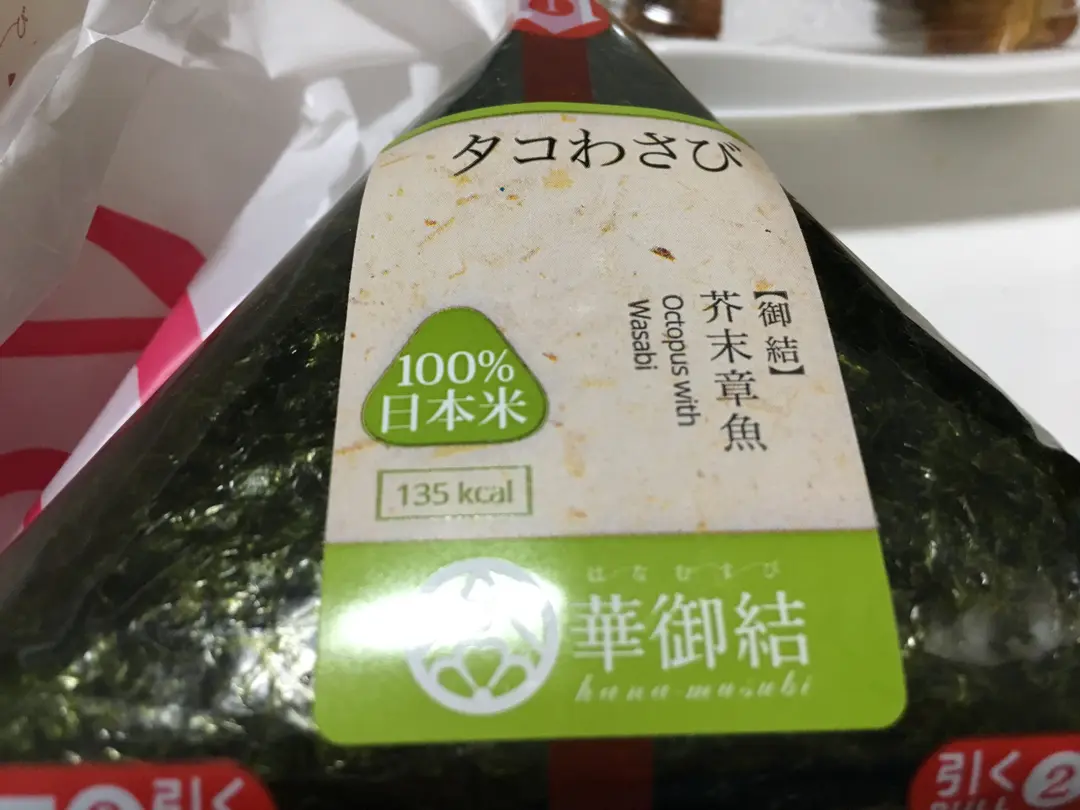 タコわさび
【御結】
芥末章魚
Octopus with
Wasabi
100%
日本米
135 kcal
はなむすび
華御結
hana-musubi
引く
引く2